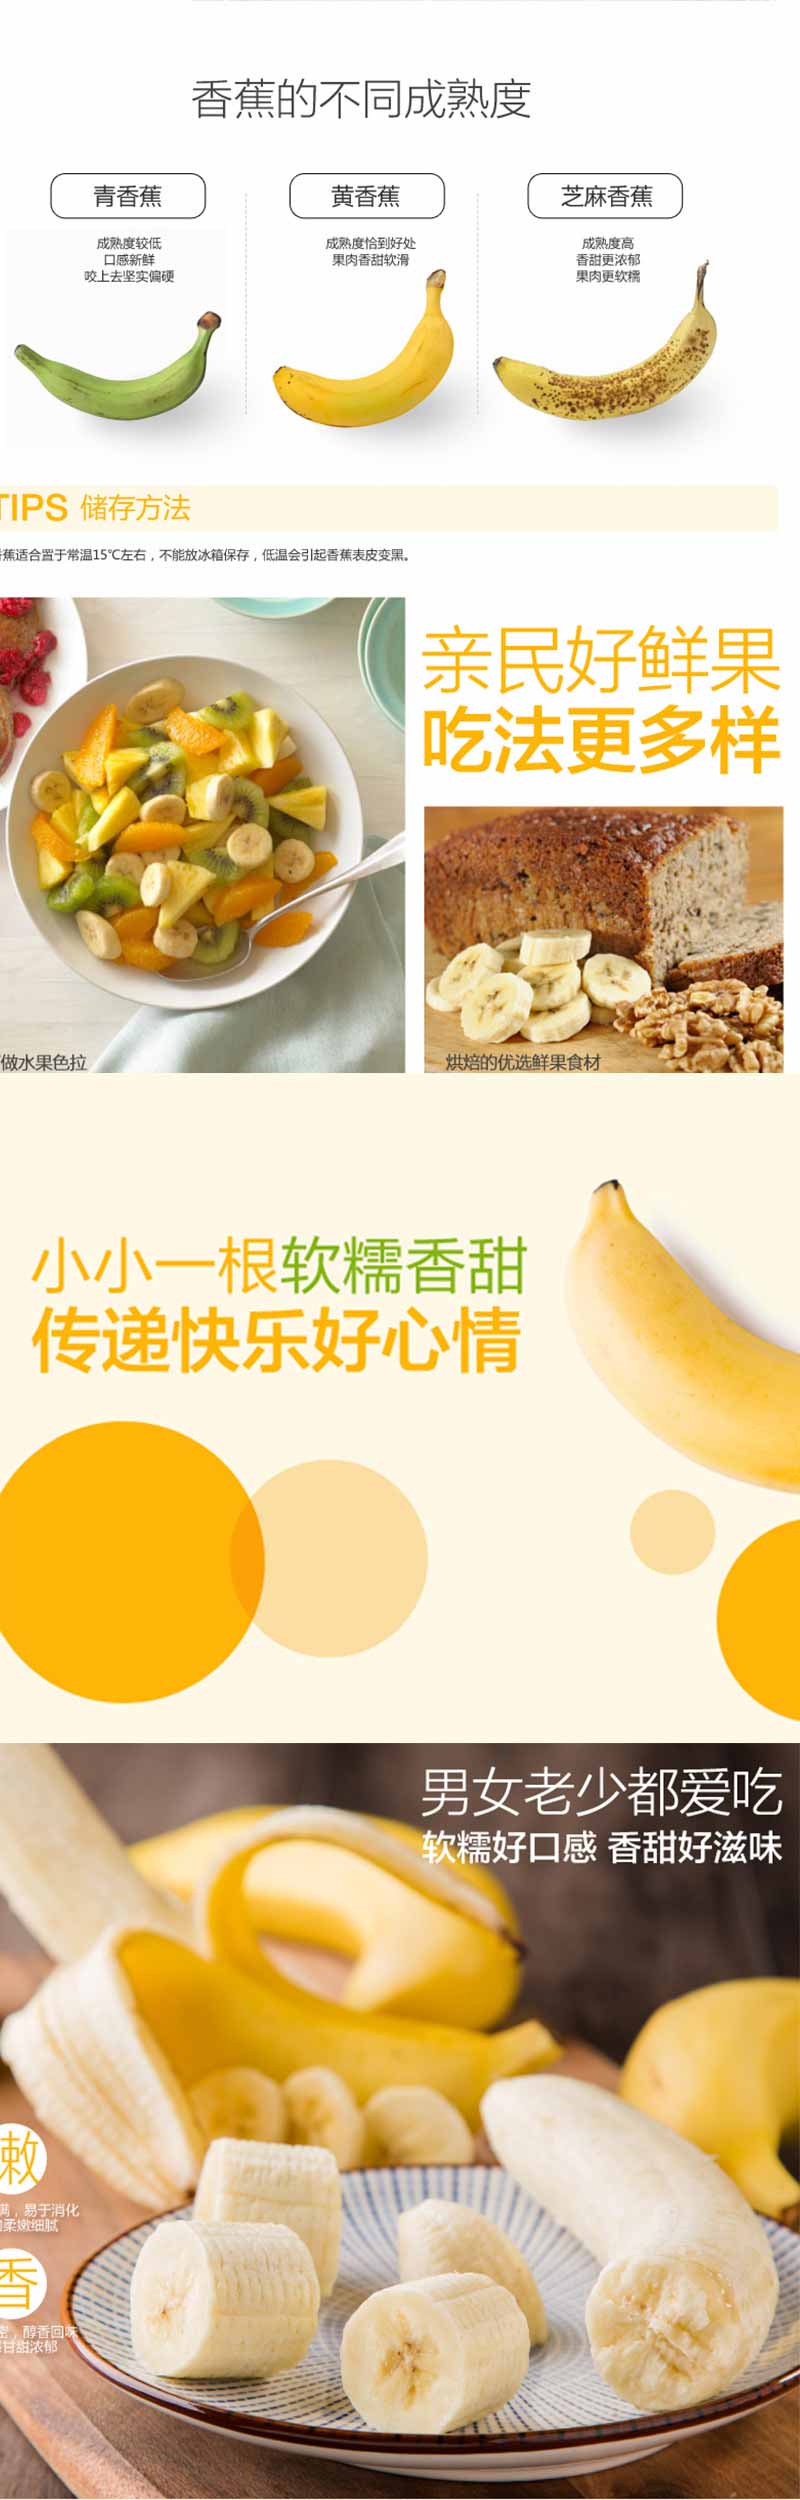 香蕉的不同成熟度
青香蕉
成熟度较低
口感新鲜
咬上去坚实偏硬
黄香蕉
成熟度恰到好处
果肉香甜软滑
芝麻香蕉
成熟度高
香甜更浓郁
果肉更软糯
TIPS 储存方法
蕉适合置于常温15℃左右，不能放冰箱保存，低温会引起香蕉表皮变黑。
亲民好鲜果
吃法更多样
做水果色拉
烘焙的优选鲜果食材
小小一根软糯香甜
传递快乐好心情
男女老少都爱吃
软糯好口感 香甜好滋味
嫩
满，易于消化
柔嫩细腻
香
密，醇香回味
甘甜浓郁